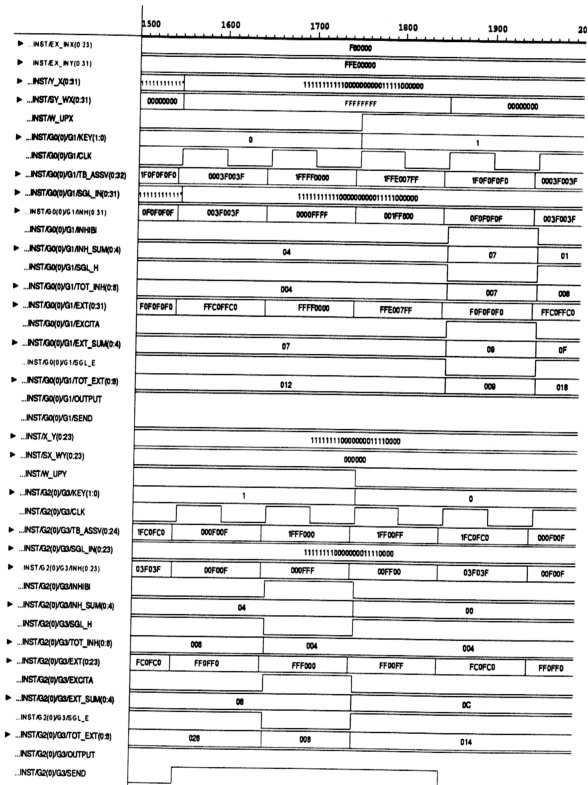 1500 1600 1700 1800 1900 20
...INST/EX_INX(0:23) F80000
...INST/EX_INY(0:31) FFE00000
...INST/Y_X(0:31) 11111111111000000000011111000000
...INST/SY_WX(0:31) 00000000 FFFFFFFF 00000000
...INST/W_UPX
...INST/G0(0)/G1/KEY(1:0) 0 1
...INST/G0(0)/G1/CLK
...INST/G0(0)/G1/TB_ASSV(0:32) 1F0F0F0F0 0003F003F 1FFFF0000 1FFE007FF 1F0F0F0F0 0003F003F
...INST/G0(0)/G1/SGL_IN(0:31) 11111111111000000000011111000000
...INST/G0(0)/G1/INH(0:31) 0F0F0F0F 003F003F 0000FFFF 001FF800 0F0F0F0F 003F003F
...INST/G0(0)/G1/INHIBI
...INST/G0(0)/G1/INH_SUM(0:4) 04 07 01
...INST/G0(0)/G1/SGL_H
...INST/G0(0)/G1/TOT_INH(0:8) 004 007 008
...INST/G0(0)/G1/EXT(0:31) F0F0F0F0 FFC0FFC0 FFFF0000 FFE007FF F0F0F0F0 FFC0FFC0
...INST/G0(0)/G1/EXCITA
...INST/G0(0)/G1/EXT_SUM(0:4) 07 09 0F
...INST/G0(0)/G1/SGL_E
...INST/G0(0)/G1/TOT_EXT(0:8) 012 009 018
...INST/G0(0)/G1/OUTPUT
...INST/G0(0)/G1/SEND
...INST/X_Y(0:23) 111111110000000011110000
...INST/SX_WY(0:23) 000000
...INST/W_UPY
...INST/G2(0)/G3/KEY(1:0) 1 0
...INST/G2(0)/G3/CLK
...INST/G2(0)/G3/TB_ASSV(0:24) 1FC0FC0 000F00F 1FFF000 1FF00FF 1FC0FC0 000F00F
...INST/G2(0)/G3/SGL_IN(0:23) 111111110000000011110000
INST/G2(0)/G3/INH(0:23) 03F03F 00F00F 000FFF 00FF00 03F03F 00F00F
...INST/G2(0)/G3/INHIBI
...INST/G2(0)/G3/INH_SUM(0:4) 04 00
...INST/G2(0)/G3/SGL_H
...INST/G2(0)/G3/TOT_INH(0:8) 008 004 004
...INST/G2(0)/G3/EXT(0:23) FC0FC0 FF0FF0 FFF000 FF00FF FC0FC0 FF0FF0
...INST/G2(0)/G3/EXCITA
...INST/G2(0)/G3/EXT_SUM(0:4) 08 0C
...INST/G2(0)/G3/SGL_E
...INST/G2(0)/G3/TOT_EXT(0:8) 028 008 014
...INST/G2(0)/G3/OUTPUT
...INST/G2(0)/G3/SEND